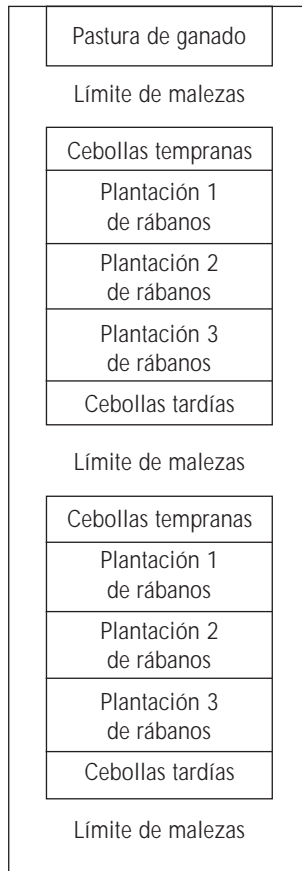 Pastura de ganado
Límite de malezas
Cebollas tempranas
Plantación 1
de rábanos
Plantación 2
de rábanos
Plantación 3
de rábanos
Cebollas tardías
Límite de malezas
Cebollas tempranas
Plantación 1
de rábanos
Plantación 2
de rábanos
Plantación 3
de rábanos
Cebollas tardías
Límite de malezas